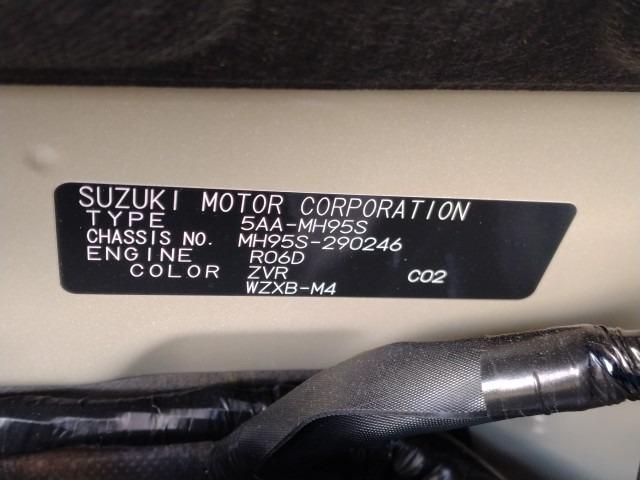 SUZUKI MOTOR CORPORATION
TYPE 5AA-MH95S
CHASSIS NO. MH95S-290246
ENGINE R06D
COLOR ZVR C02
WZXB-M4